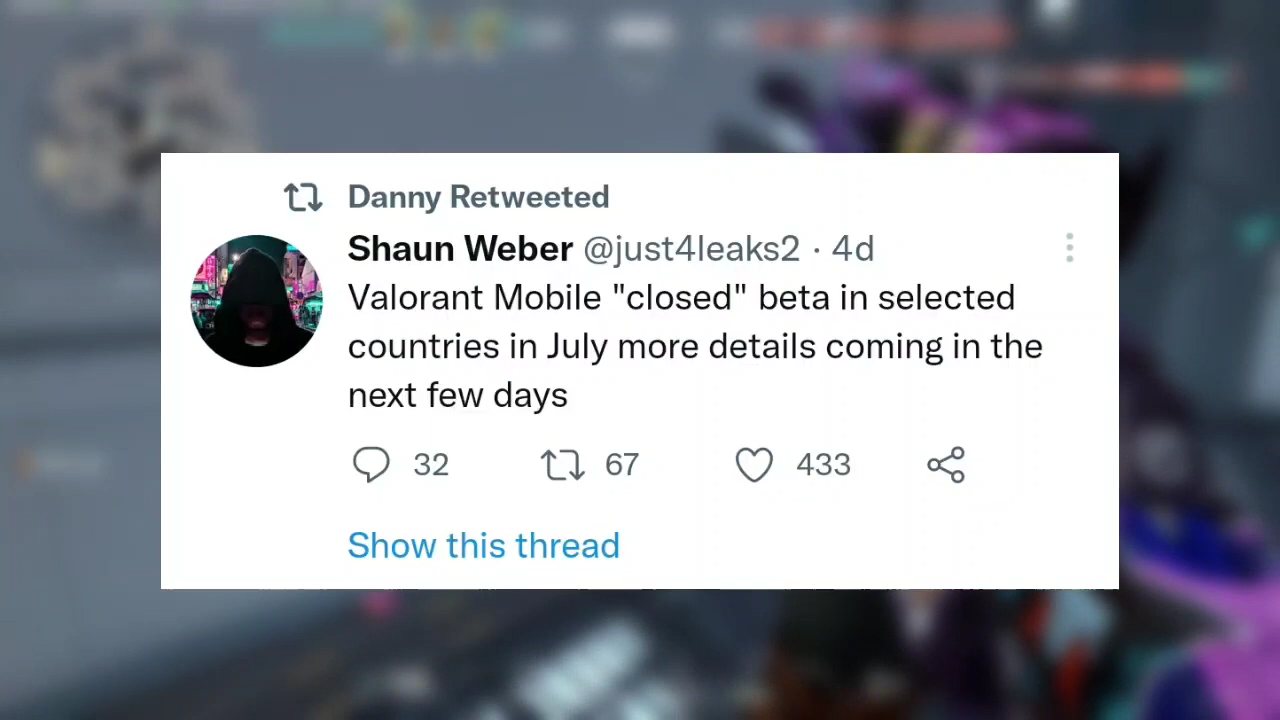 Danny Retweeted
Shaun Weber @just4leaks2 · 4d
Valorant Mobile "closed" beta in selected
countries in July more details coming in the
next few days
32 67 433
Show this thread